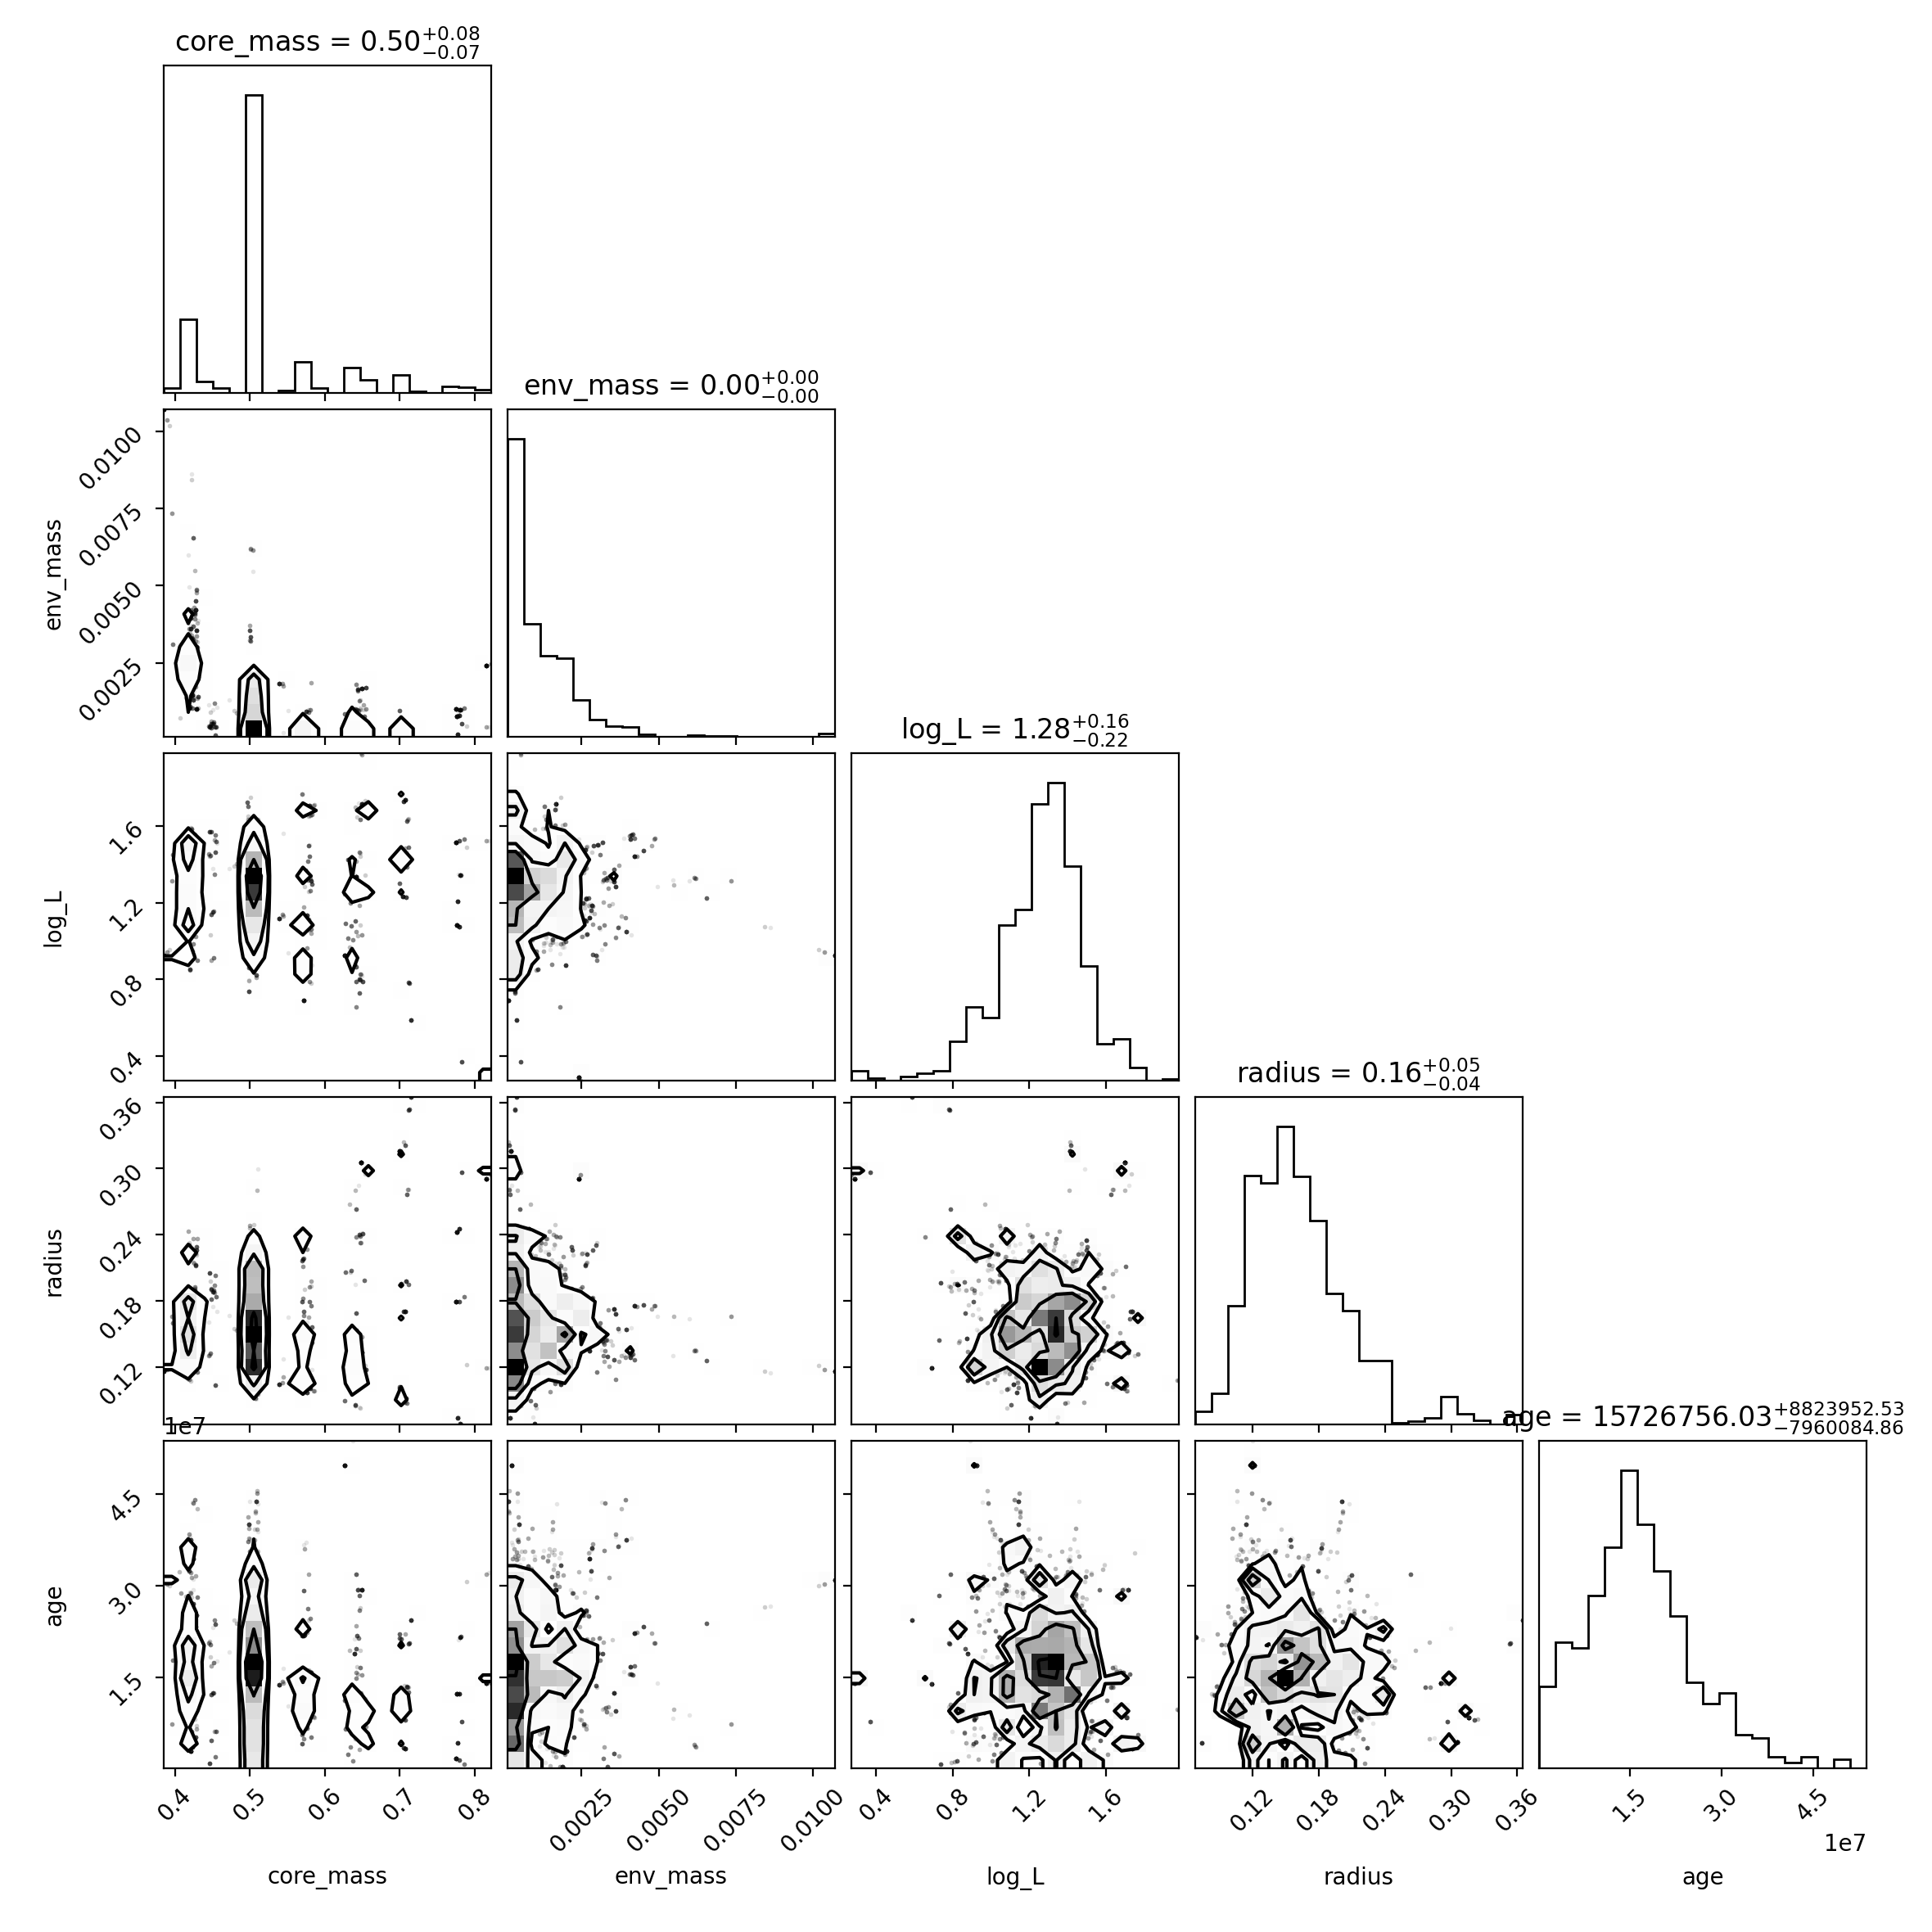 core_mass = 0.50+0.08−0.07
env_mass = 0.00+0.00−0.00
log_L = 1.28+0.16−0.22
radius = 0.16+0.05−0.04
age = 15726756.03+8823952.53−7960084.86
env_mass
0.0100
0.0075
0.0050
0.0025
log_L
1.6
1.2
0.8
0.4
radius
0.36
0.30
0.24
0.18
0.12
1e7
age
4.5
3.0
1.5
0.4 0.5 0.6 0.7 0.8
0.0025 0.0050 0.0075 0.0100
0.4 0.8 1.2 1.6
0.12 0.18 0.24 0.30 0.36
1.5 3.0 4.5
1e7
core_mass
env_mass
log_L
radius
age